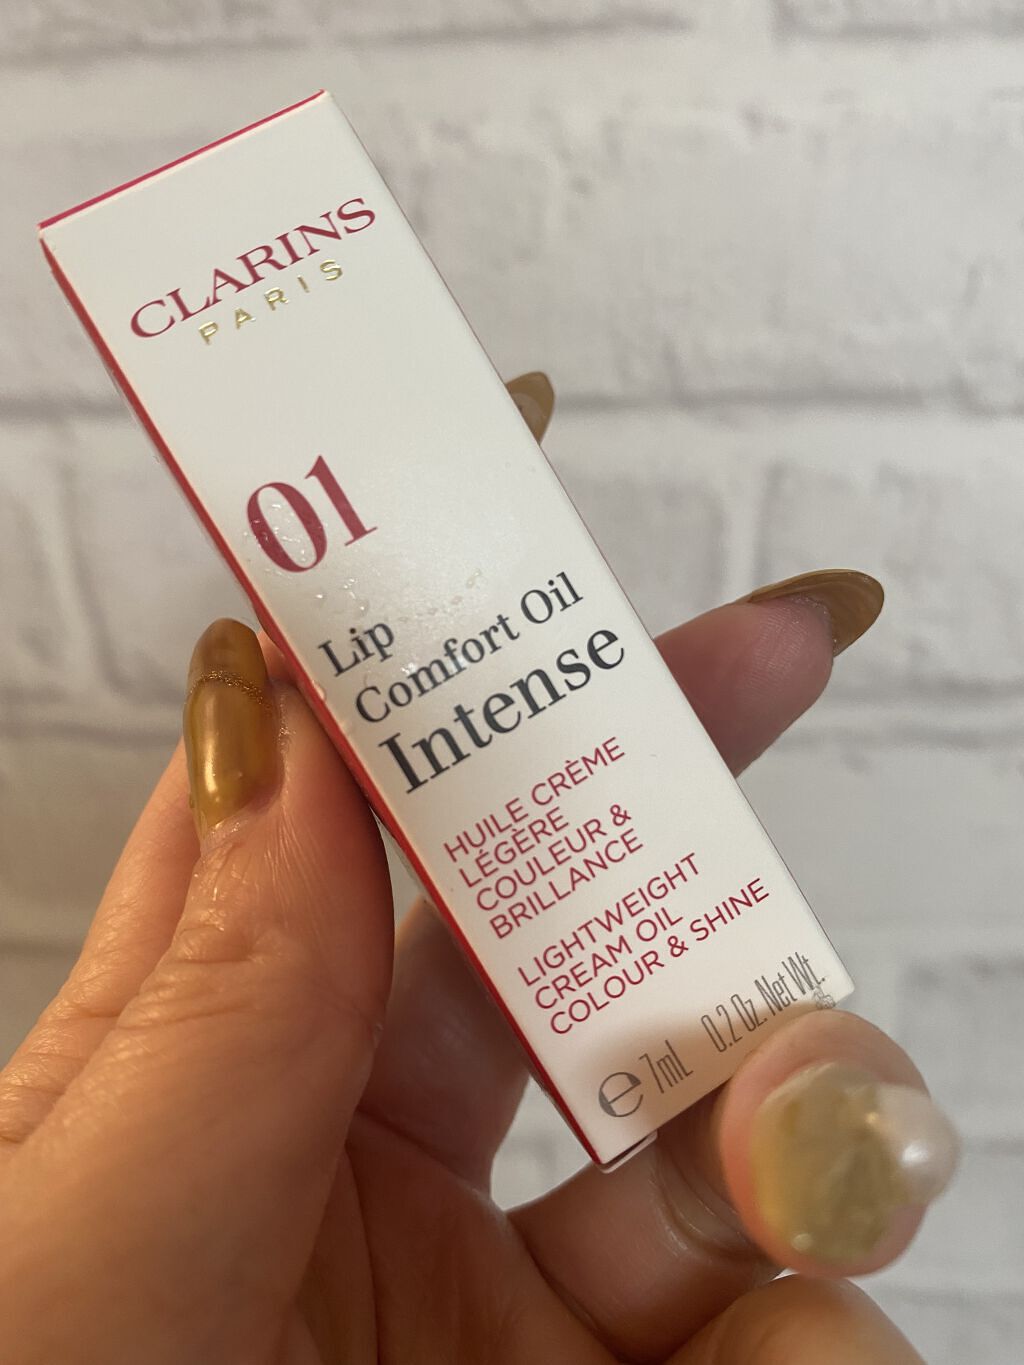 CLARINS
PARIS
01
Lip
Comfort Oil
Intense
HUILE CRÈME
LÉGÈRE
COULEUR &
BRILLANCE
LIGHTWEIGHT
CREAM OIL
COLOUR & SHINE
e 7mL 0.2 Oz. Net Wt.